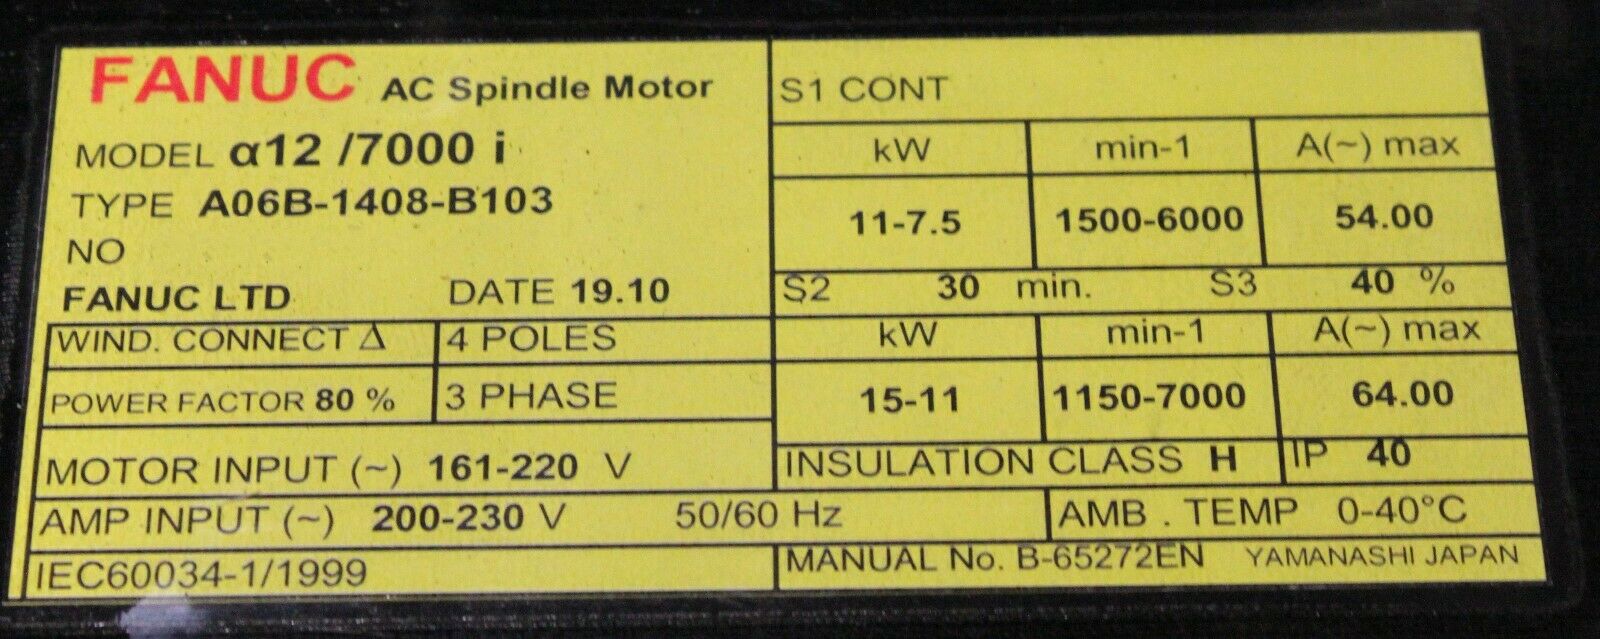 FANUC AC Spindle Motor
MODEL α12 /7000 i
TYPE A06B-1408-B103
NO
FANUC LTD DATE 19.10
WIND. CONNECT Δ 4 POLES
POWER FACTOR 80 % 3 PHASE
MOTOR INPUT (~) 161-220 V
AMP INPUT (~) 200-230 V 50/60 Hz
IEC60034-1/1999
S1 CONT
kW min-1 A(~) max
11-7.5 1500-6000 54.00
S2 30 min. S3 40 %
kW min-1 A(~) max
15-11 1150-7000 64.00
INSULATION CLASS H IP 40
AMB . TEMP 0-40°C
MANUAL No. B-65272EN YAMANASHI JAPAN